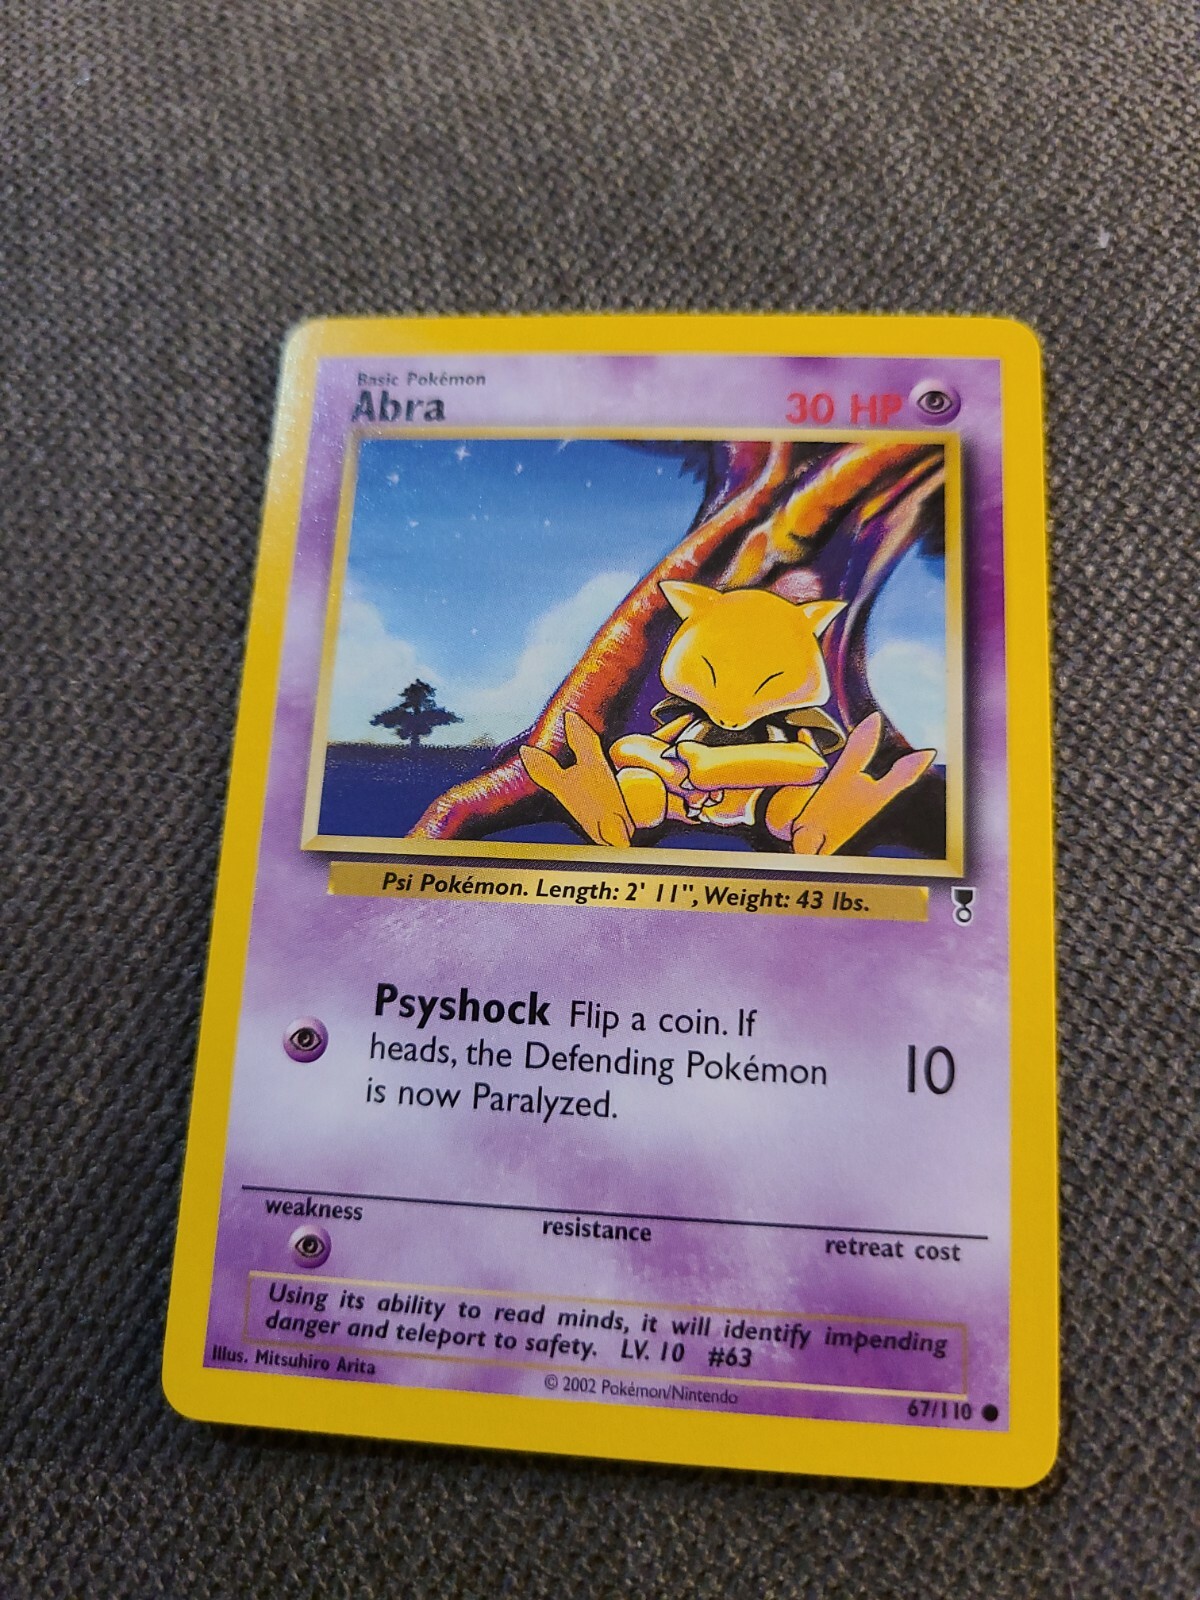 Basic Pokémon
Abra
30 HP
Psi Pokémon. Length: 2' 11", Weight: 43 lbs.
Psyshock Flip a coin. If
heads, the Defending Pokémon
is now Paralyzed.
10
weakness
resistance
retreat cost
Using its ability to read minds, it will identify impending
danger and teleport to safety. LV. 10 #63
Illus. Mitsuhiro Arita
© 2002 Pokémon/Nintendo
67/110